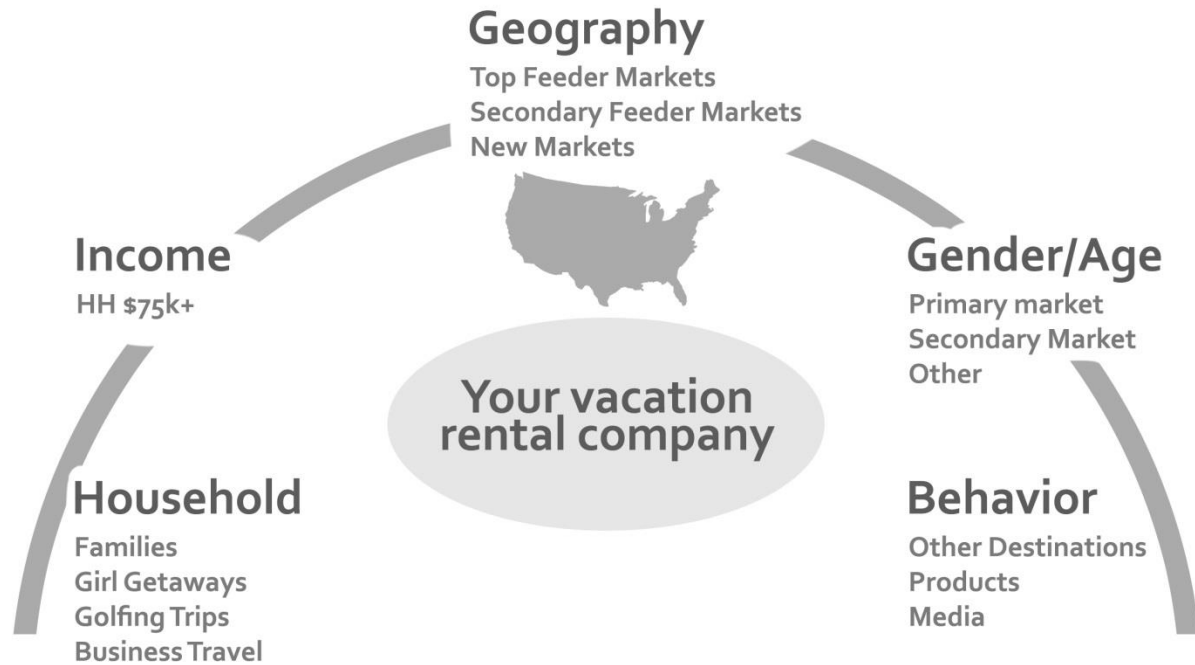 Geography
Top Feeder Markets
Secondary Feeder Markets
New Markets
Income
HH $75k+
Gender/Age
Primary market
Secondary Market
Other
Your vacation
rental company
Household
Families
Girl Getaways
Golfing Trips
Business Travel
Behavior
Other Destinations
Products
Media